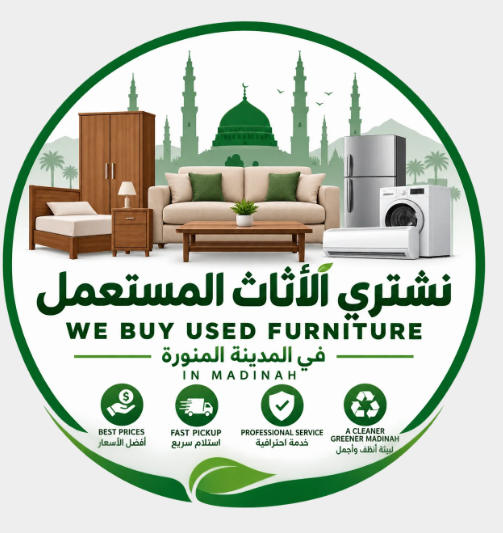 نشتري الأثاث المستعمل
WE BUY USED FURNITURE
في المدينة المنورة
IN MADINAH
BEST PRICES
أفضل الأسعار
FAST PICKUP
استلام سريع
PROFESSIONAL SERVICE
خدمة احترافية
A CLEANER
GREENER MADINAH
لبيئة أنظف وأجمل